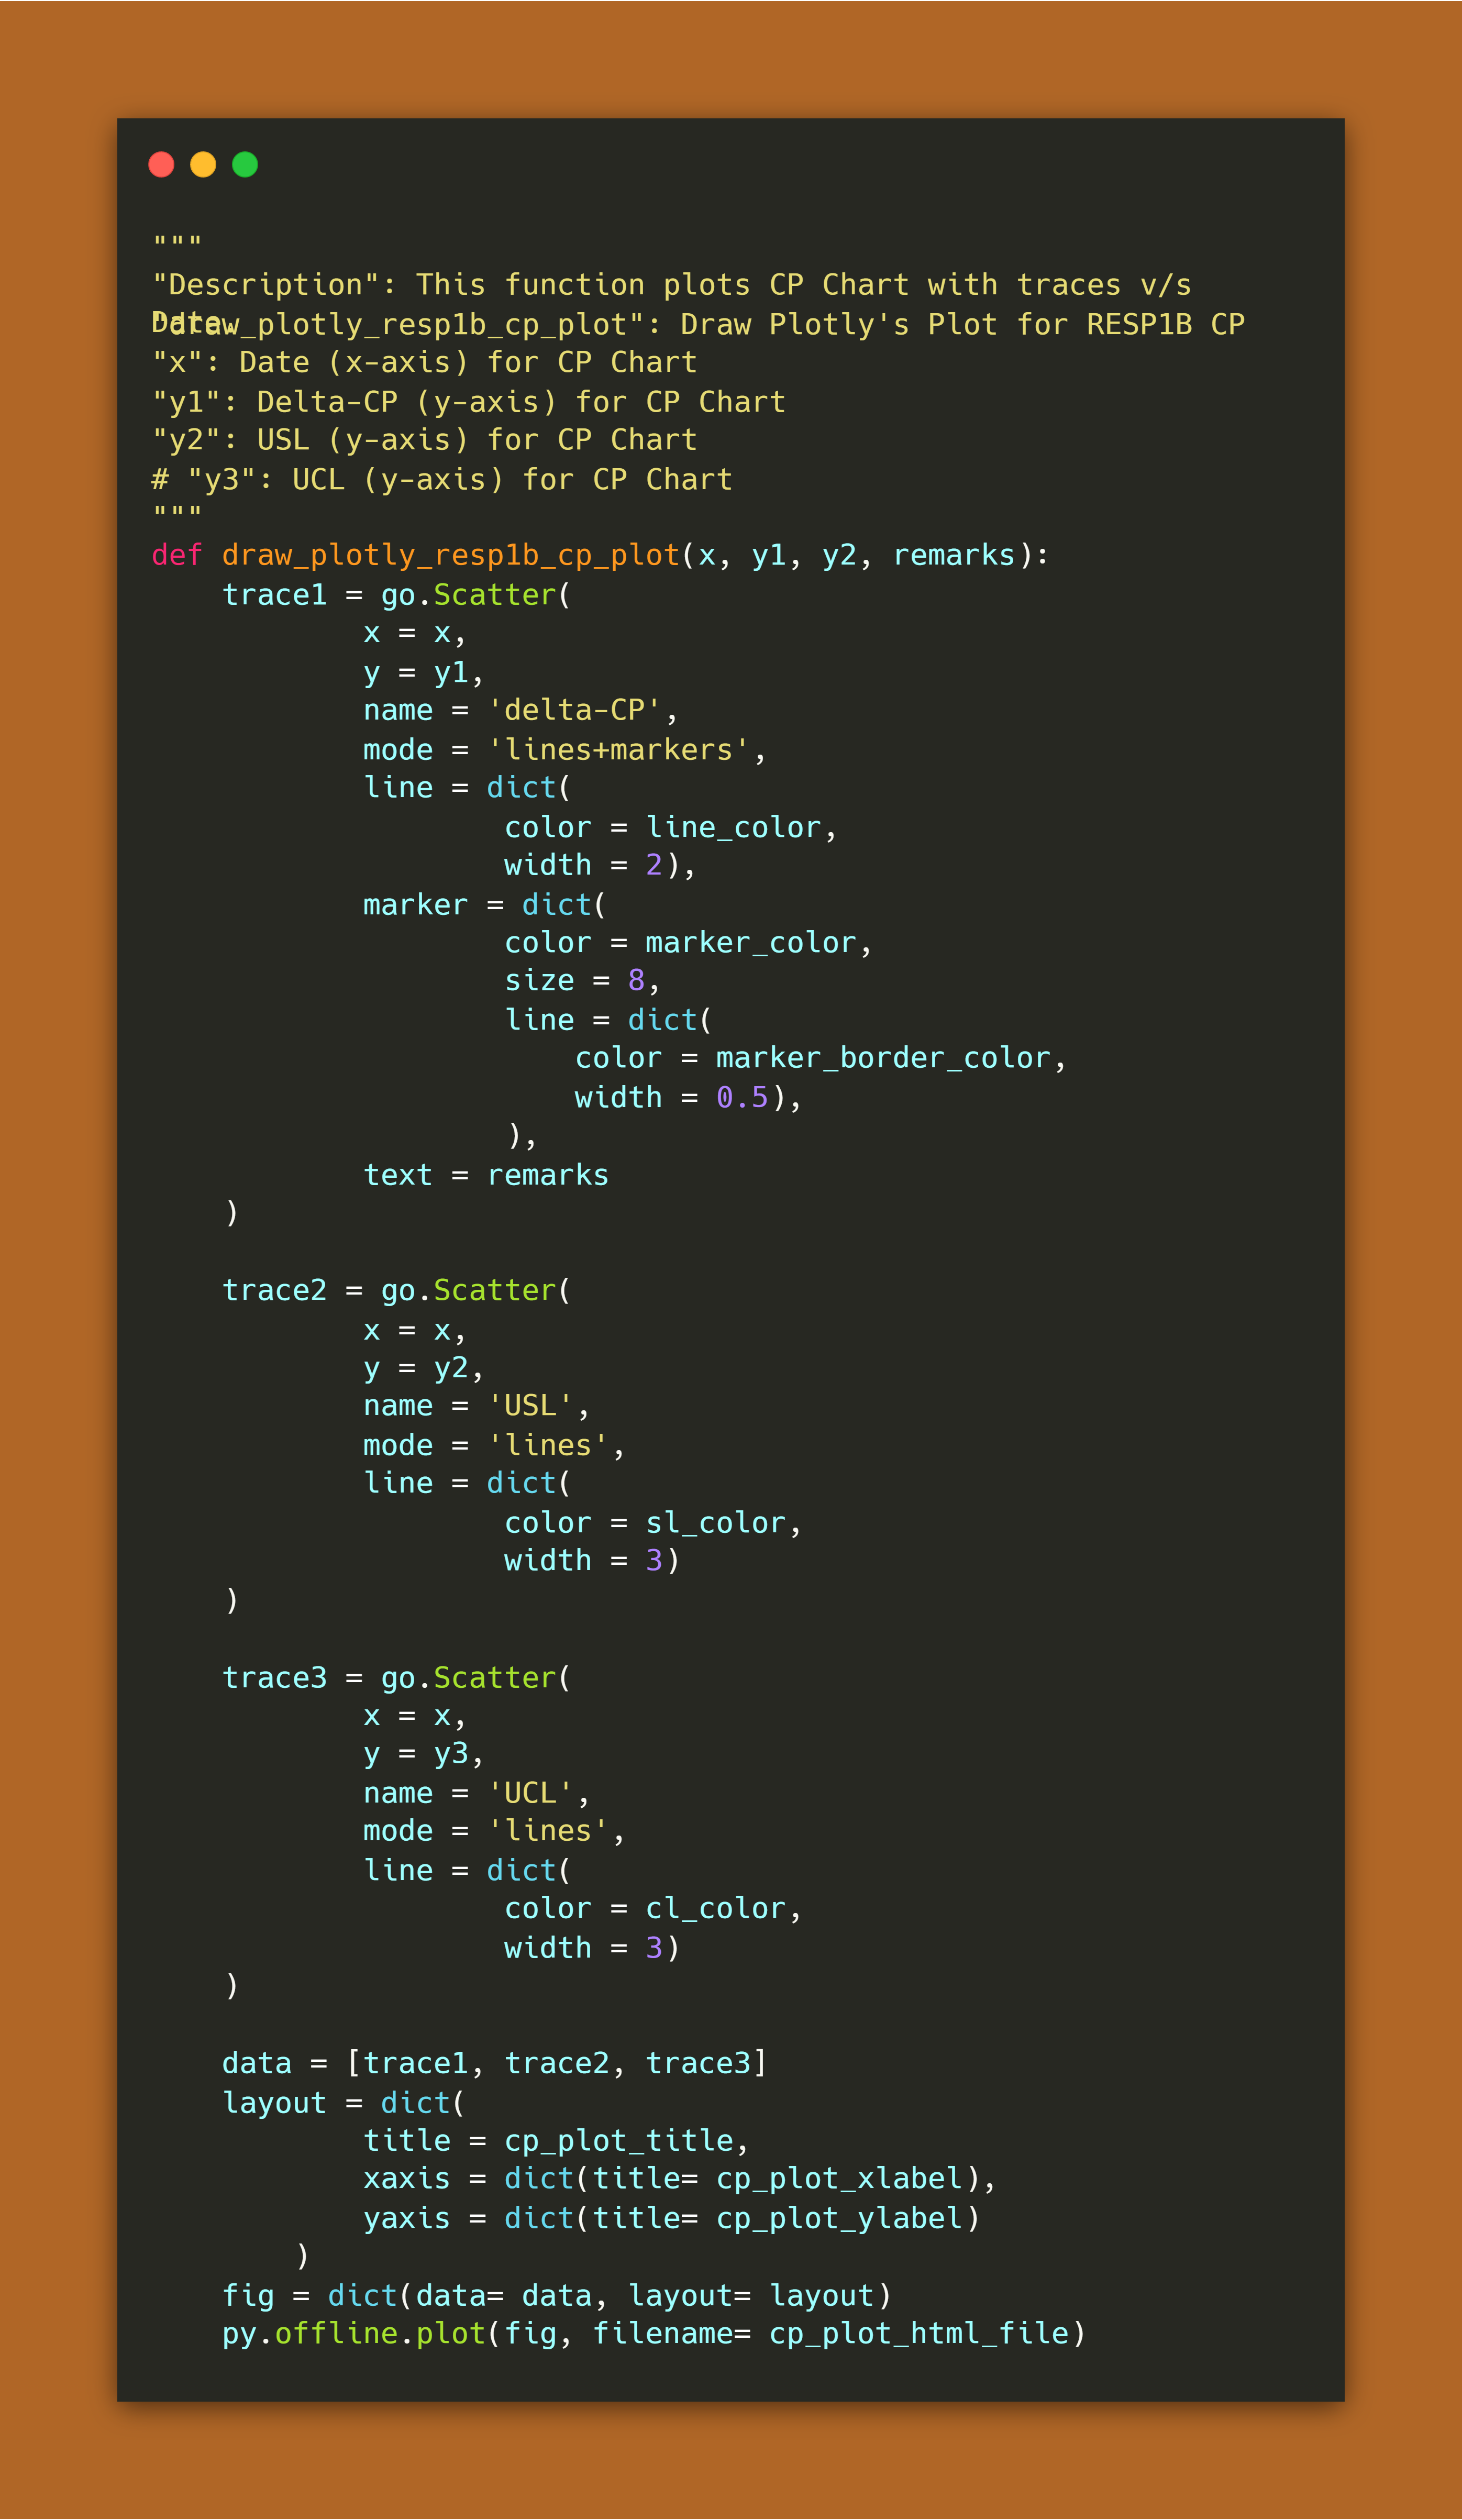 """
"Description": This function plots CP Chart with traces v/s
Date.
"draw_plotly_resp1b_cp_plot": Draw Plotly's Plot for RESP1B CP
"x": Date (x-axis) for CP Chart
"y1": Delta-CP (y-axis) for CP Chart
"y2": USL (y-axis) for CP Chart
# "y3": UCL (y-axis) for CP Chart
"""
def draw_plotly_resp1b_cp_plot(x, y1, y2, remarks):
    trace1 = go.Scatter(
            x = x,
            y = y1,
            name = 'delta-CP',
            mode = 'lines+markers',
            line = dict(
                    color = line_color,
                    width = 2),
            marker = dict(
                    color = marker_color,
                    size = 8,
                    line = dict(
                        color = marker_border_color,
                        width = 0.5),
                    ),
            text = remarks
    )

    trace2 = go.Scatter(
            x = x,
            y = y2,
            name = 'USL',
            mode = 'lines',
            line = dict(
                    color = sl_color,
                    width = 3)
    )

    trace3 = go.Scatter(
            x = x,
            y = y3,
            name = 'UCL',
            mode = 'lines',
            line = dict(
                    color = cl_color,
                    width = 3)
    )

    data = [trace1, trace2, trace3]
    layout = dict(
            title = cp_plot_title,
            xaxis = dict(title= cp_plot_xlabel),
            yaxis = dict(title= cp_plot_ylabel)
        )
    fig = dict(data= data, layout= layout)
    py.offline.plot(fig, filename= cp_plot_html_file)